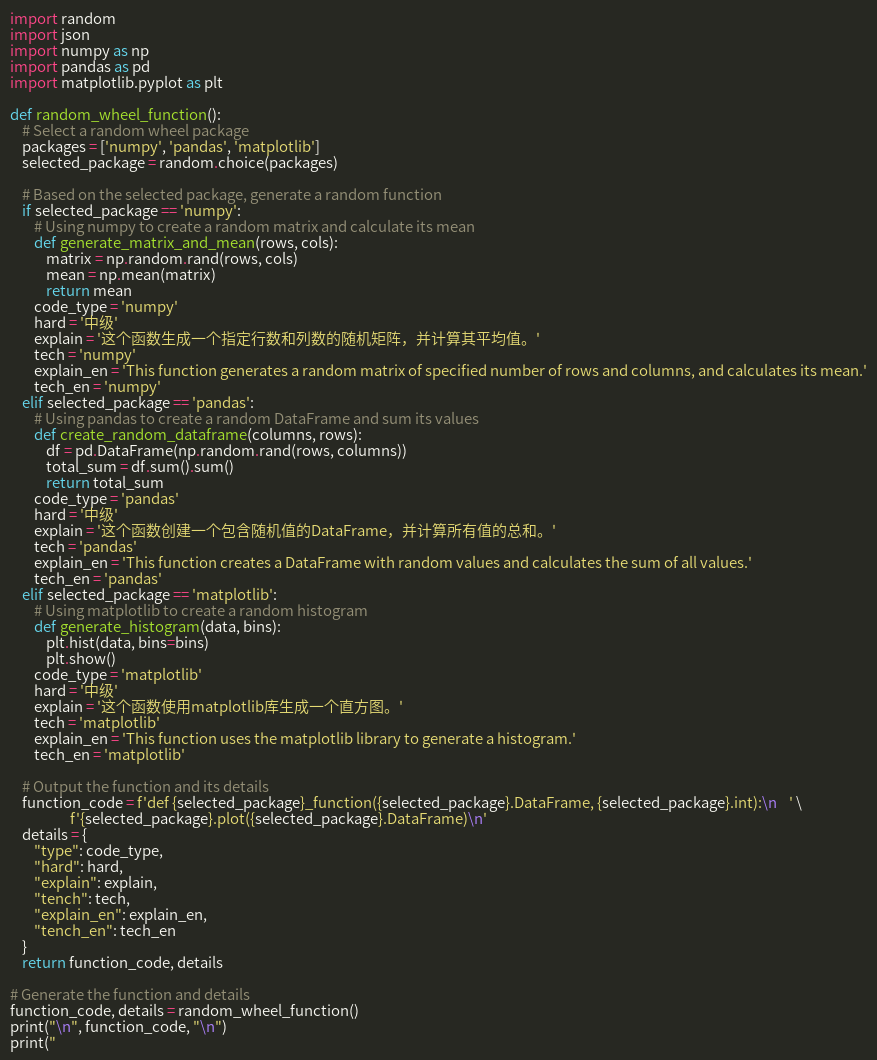 import random
import json
import numpy as np
import pandas as pd
import matplotlib.pyplot as plt

def random_wheel_function():
    # Select a random wheel package
    packages = ['numpy', 'pandas', 'matplotlib']
    selected_package = random.choice(packages)

    # Based on the selected package, generate a random function
    if selected_package == 'numpy':
        # Using numpy to create a random matrix and calculate its mean
        def generate_matrix_and_mean(rows, cols):
            matrix = np.random.rand(rows, cols)
            mean = np.mean(matrix)
            return mean
        code_type = 'numpy'
        hard = '中级'
        explain = '这个函数生成一个指定行数和列数的随机矩阵，并计算其平均值。'
        tech = 'numpy'
        explain_en = 'This function generates a random matrix of specified number of rows and columns, and calculates its mean.'
        tech_en = 'numpy'
    elif selected_package == 'pandas':
        # Using pandas to create a random DataFrame and sum its values
        def create_random_dataframe(columns, rows):
            df = pd.DataFrame(np.random.rand(rows, columns))
            total_sum = df.sum().sum()
            return total_sum
        code_type = 'pandas'
        hard = '中级'
        explain = '这个函数创建一个包含随机值的DataFrame，并计算所有值的总和。'
        tech = 'pandas'
        explain_en = 'This function creates a DataFrame with random values and calculates the sum of all values.'
        tech_en = 'pandas'
    elif selected_package == 'matplotlib':
        # Using matplotlib to create a random histogram
        def generate_histogram(data, bins):
            plt.hist(data, bins=bins)
            plt.show()
        code_type = 'matplotlib'
        hard = '中级'
        explain = '这个函数使用matplotlib库生成一个直方图。'
        tech = 'matplotlib'
        explain_en = 'This function uses the matplotlib library to generate a histogram.'
        tech_en = 'matplotlib'

    # Output the function and its details
    function_code = f'def {selected_package}_function({selected_package}.DataFrame, {selected_package}.int):\n    ' \
                    f'{selected_package}.plot({selected_package}.DataFrame)\n'
    details = {
        "type": code_type,
        "hard": hard,
        "explain": explain,
        "tench": tech,
        "explain_en": explain_en,
        "tench_en": tech_en
    }
    return function_code, details

# Generate the function and details
function_code, details = random_wheel_function()
print("\n", function_code, "\n")
print("